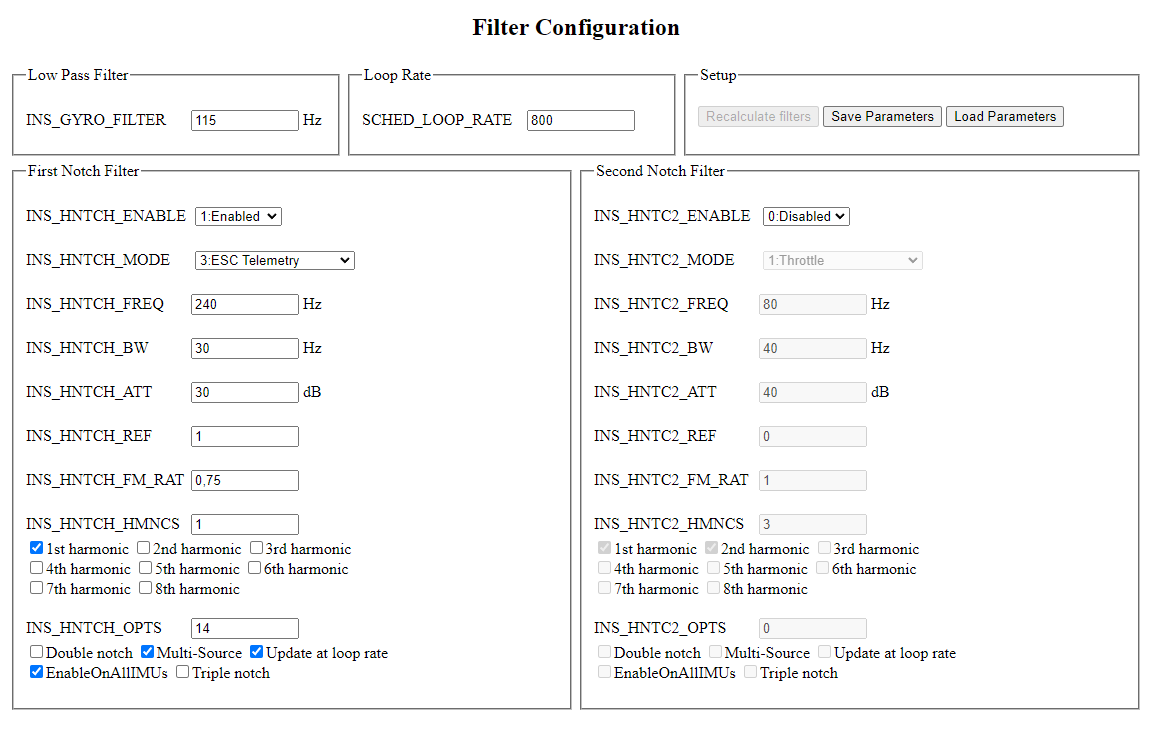 Filter Configuration
Low Pass Filter
INS_GYRO_FILTER 115 Hz
Loop Rate
SCHED_LOOP_RATE 800
Setup
Recalculate filters Save Parameters Load Parameters
First Notch Filter
INS_HNTCH_ENABLE 1:Enabled
INS_HNTCH_MODE 3:ESC Telemetry
INS_HNTCH_FREQ 240 Hz
INS_HNTCH_BW 30 Hz
INS_HNTCH_ATT 30 dB
INS_HNTCH_REF 1
INS_HNTCH_FM_RAT 0,75
INS_HNTCH_HMNCS 1
1st harmonic 2nd harmonic 3rd harmonic
4th harmonic 5th harmonic 6th harmonic
7th harmonic 8th harmonic
INS_HNTCH_OPTS 14
Double notch Multi-Source Update at loop rate
EnableOnAllIMUs Triple notch
Second Notch Filter
INS_HNTC2_ENABLE 0:Disabled
INS_HNTC2_MODE 1:Throttle
INS_HNTC2_FREQ 80 Hz
INS_HNTC2_BW 40 Hz
INS_HNTC2_ATT 40 dB
INS_HNTC2_REF 0
INS_HNTC2_FM_RAT 1
INS_HNTC2_HMNCS 3
1st harmonic 2nd harmonic 3rd harmonic
4th harmonic 5th harmonic 6th harmonic
7th harmonic 8th harmonic
INS_HNTC2_OPTS 0
Double notch Multi-Source Update at loop rate
EnableOnAllIMUs Triple notch